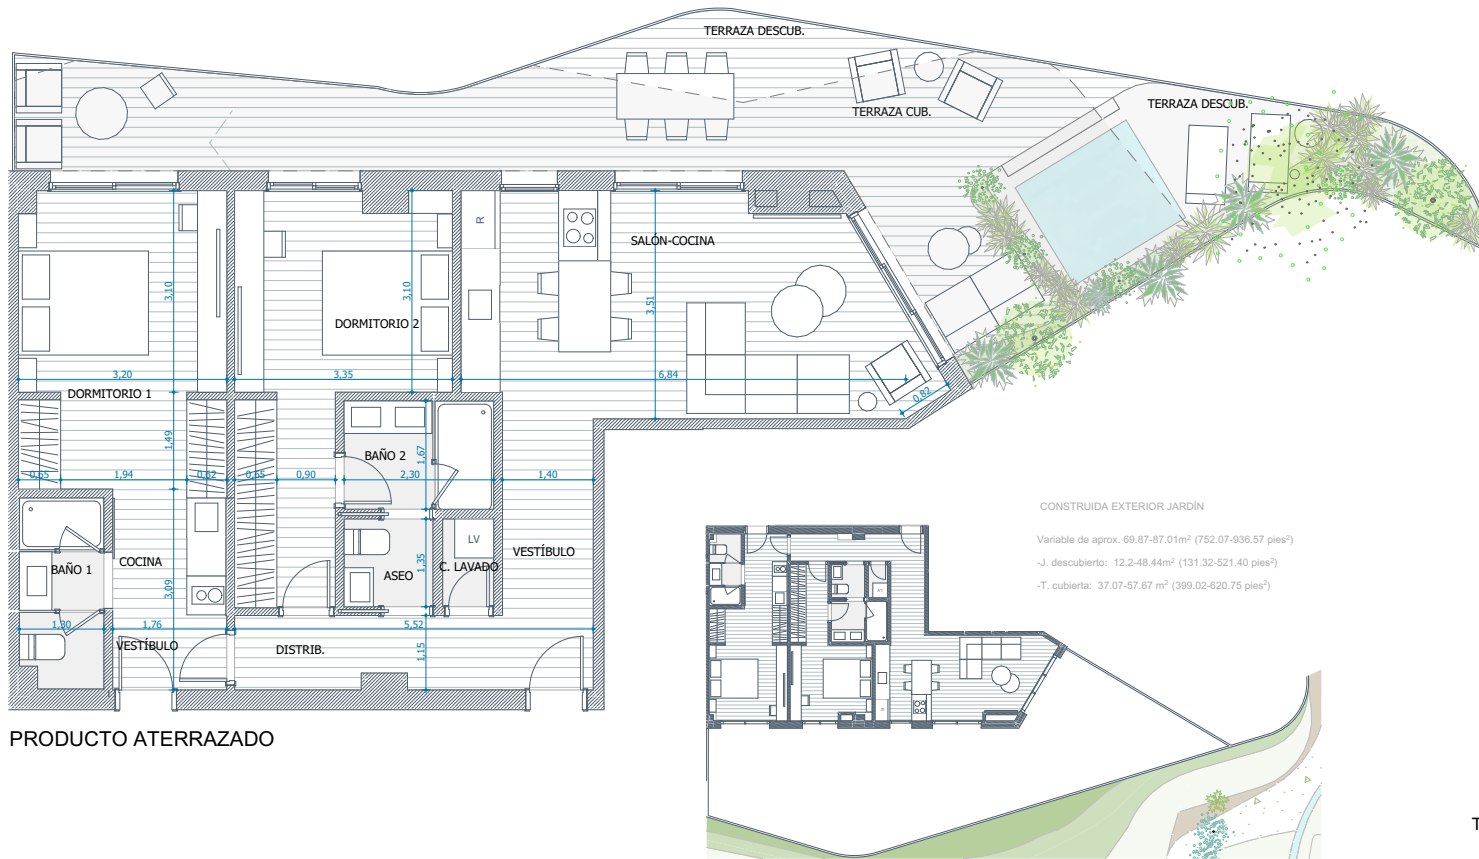 TERRAZA DESCUB.
TERRAZA CUB.
TERRAZA DESCUB.
R
SALÓN-COCINA
3,10
3,10
3,51
DORMITORIO 2
3,20
3,35
6,84
0,82
DORMITORIO 1
1,49
BAÑO 2
1,67
0,65
1,94
0,62
0,65
0,90
2,30
1,40
LV
VESTÍBULO
COCINA
BAÑO 1
ASEO
1,35
C. LAVADO
3,09
1,30
1,76
5,52
VESTÍBULO
DISTRIB.
1,15
PRODUCTO ATERRAZADO
CONSTRUIDA EXTERIOR JARDÍN
Variable de aprox. 69.87-87.01m² (752.07-936.57 pies²)
-J. descubierto: 12.2-48.44m² (131.32-521.40 pies²)
-T. cubierta: 37.07-57.67 m² (399.02-620.75 pies²)
T